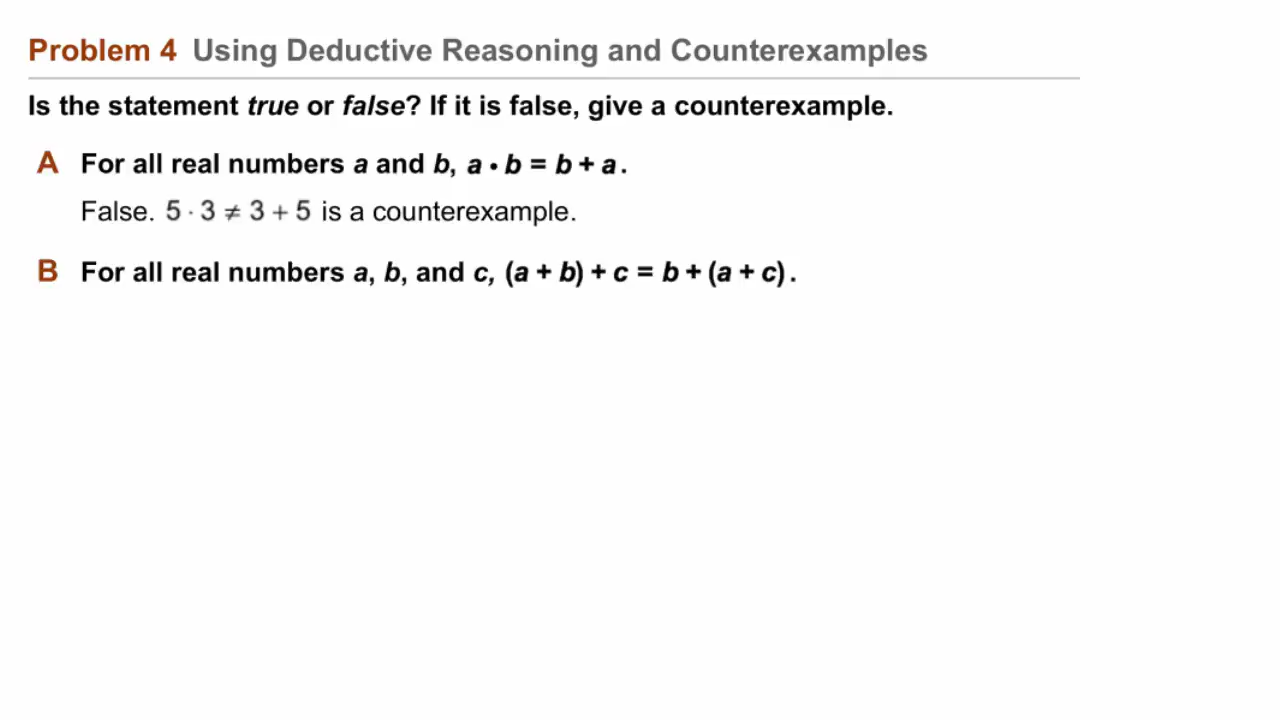 Problem 4 Using Deductive Reasoning and Counterexamples
Is the statement true or false? If it is false, give a counterexample.
A For all real numbers a and b, a • b = b + a.
False. 5 · 3 ≠ 3 + 5 is a counterexample.
B For all real numbers a, b, and c, (a + b) + c = b + (a + c).